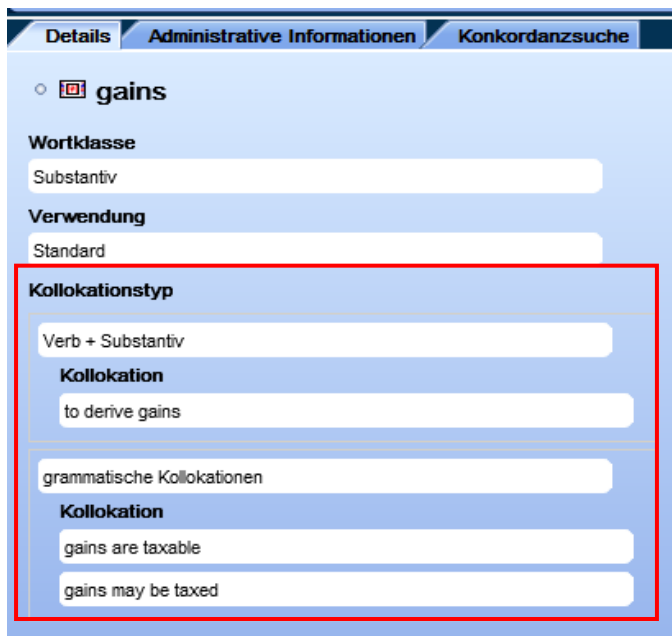 Details Administrative Informationen Konkordanzsuche
gains
Wortklasse
Substantiv
Verwendung
Standard
Kollokationstyp
Verb + Substantiv
Kollokation
to derive gains
grammatische Kollokationen
Kollokation
gains are taxable
gains may be taxed